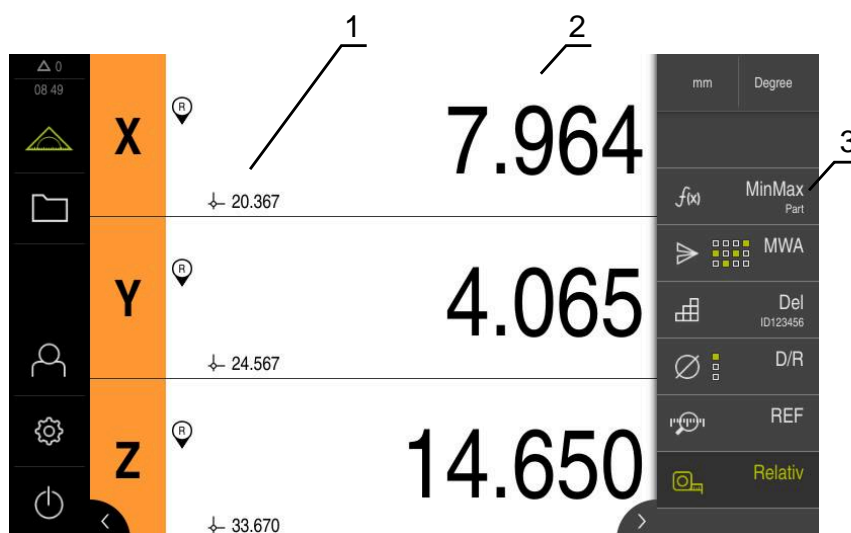 1
2
3
0
08 49
X
R
7.964
20.367
Y
R
4.065
24.567
Z
R
14.650
33.670
mm
Degree
f(x)
MinMax
Part
MWA
Del
ID123456
D/R
REF
Relativ